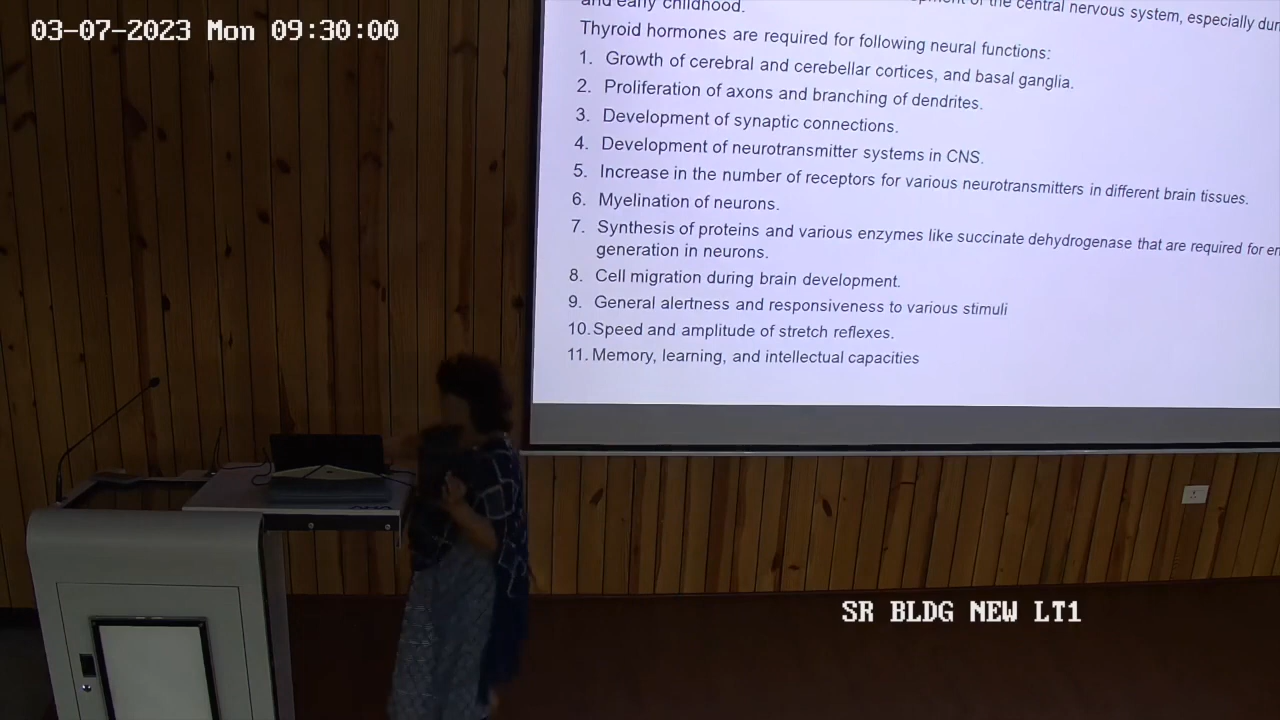 03-07-2023 Mon 09:30:00
and early childhood.
of the central nervous system, especially
Thyroid hormones are required for following neural functions:
1. Growth of cerebral and cerebellar cortices, and basal ganglia.
2. Proliferation of axons and branching of dendrites.
3. Development of synaptic connections.
4. Development of neurotransmitter systems in CNS.
5. Increase in the number of receptors for various neurotransmitters in different brain tissues.
6. Myelination of neurons.
7. Synthesis of proteins and various enzymes like succinate dehydrogenase that are required for
generation in neurons.
8. Cell migration during brain development.
9. General alertness and responsiveness to various stimuli
10. Speed and amplitude of stretch reflexes.
11. Memory, learning, and intellectual capacities
SR BLDG NEW LT1